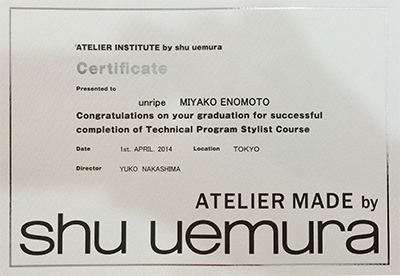 ATELIER INSTITUTE by shu uemura
Certificate
Presented to
unripe MIYAKO ENOMOTO
Congratulations on your graduation for successful
completion of Technical Program Stylist Course
Date 1st. APRIL. 2014 Location TOKYO
Director YUKO NAKASHIMA
ATELIER MADE by
shu uemura